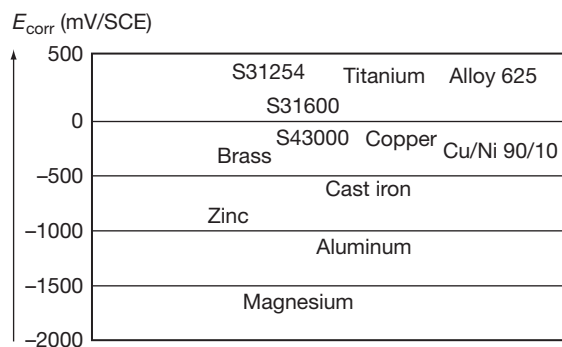 E corr (mV/SCE)
500
S31254 Titanium Alloy 625
S31600
0
S43000 Copper Cu/Ni 90/10
Brass
−500
Cast iron
Zinc
−1000
Aluminum
−1500
Magnesium
−2000